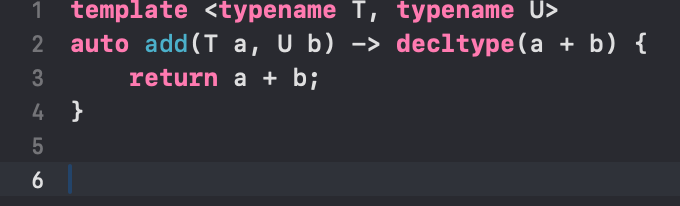 1 template <typename T, typename U>
2 auto add(T a, U b) -> decltype(a + b) {
3     return a + b;
4 }
5
6